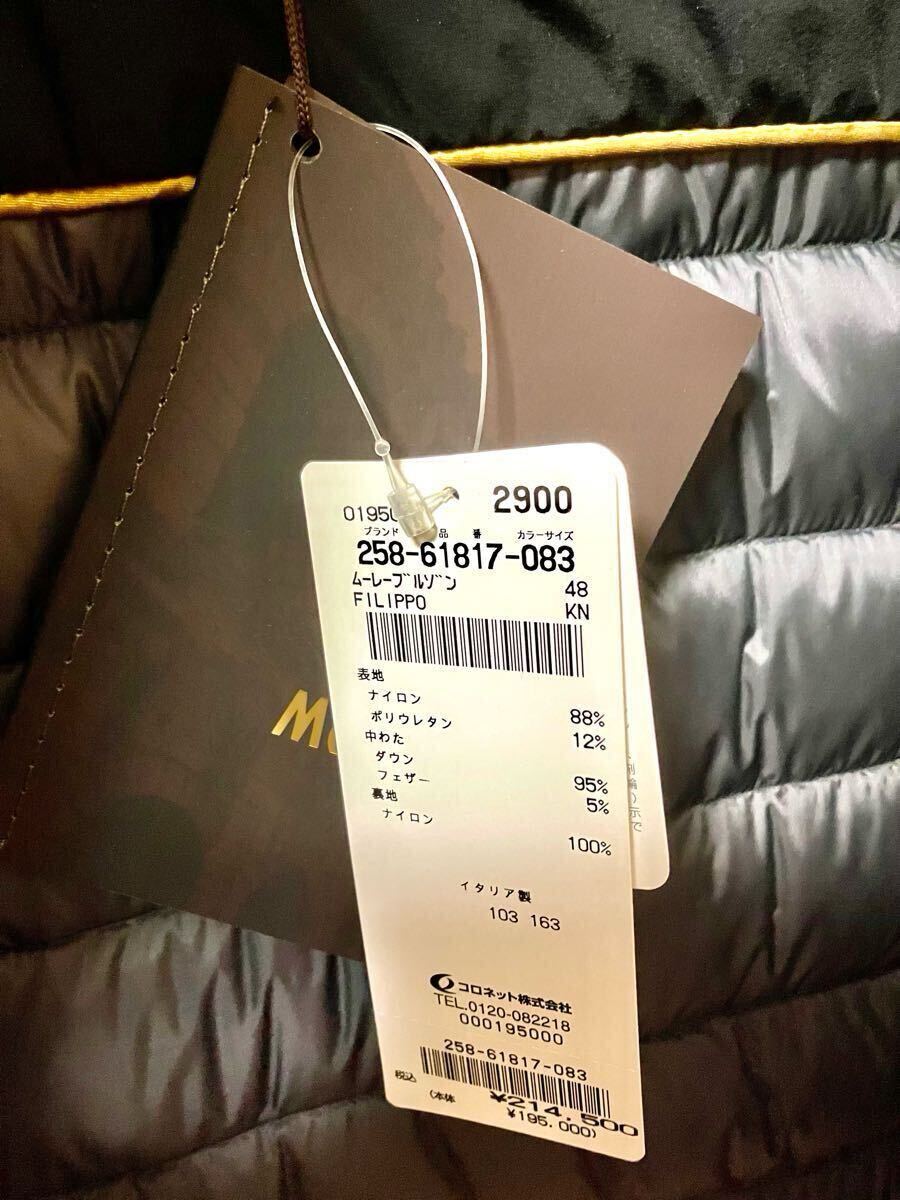 2900
0195
ブランド 品 番 カラーサイズ
258-61817-083
ムーレーブルゾン 48
FILIPPO KN
表地
ナイロン 88%
ポリウレタン 12%
中わた
ダウン 95%
フェザー 5%
裏地
ナイロン 100%
イタリア製
103 163
コロネット株式会社
TEL.0120-082218
000195000
258-61817-083
税込 ¥214,500
(本体 ¥195,000)